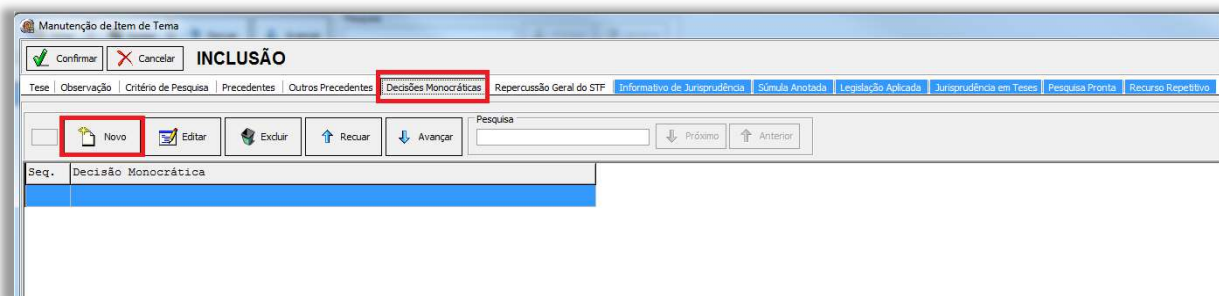 Manutenção de Item de Tema
Confirmar Cancelar INCLUSÃO
Tese Observação Critério de Pesquisa Precedentes Outros Precedentes Decisões Monocráticas Repercussão Geral do STF Informativo de Jurisprudência Súmula Anotada Legislação Aplicada Jurisprudência em Teses Pesquisa Pronta Recurso Repetitivo
Pesquisa
Novo Editar Excluir Recuar Avançar Próximo Anterior
Seq. Decisão Monocrática